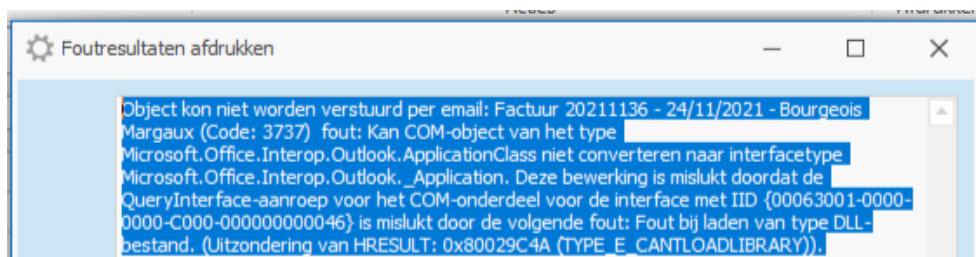 Foutresultaten afdrukken
Object kon niet worden verstuurd per email: Factuur 20211136 - 24/11/2021 - Bourgeois
Margaux (Code: 3737) fout: Kan COM-object van het type
Microsoft.Office.Interop.Outlook.ApplicationClass niet converteren naar interfacetype
Microsoft.Office.Interop.Outlook._Application. Deze bewerking is mislukt doordat de
QueryInterface-aanroep voor het COM-onderdeel voor de interface met IID {00063001-0000-
0000-C000-000000000046} is mislukt door de volgende fout: Fout bij laden van type DLL-
bestand. (Uitzondering van HRESULT: 0x80029C4A (TYPE_E_CANTLOADLIBRARY)).